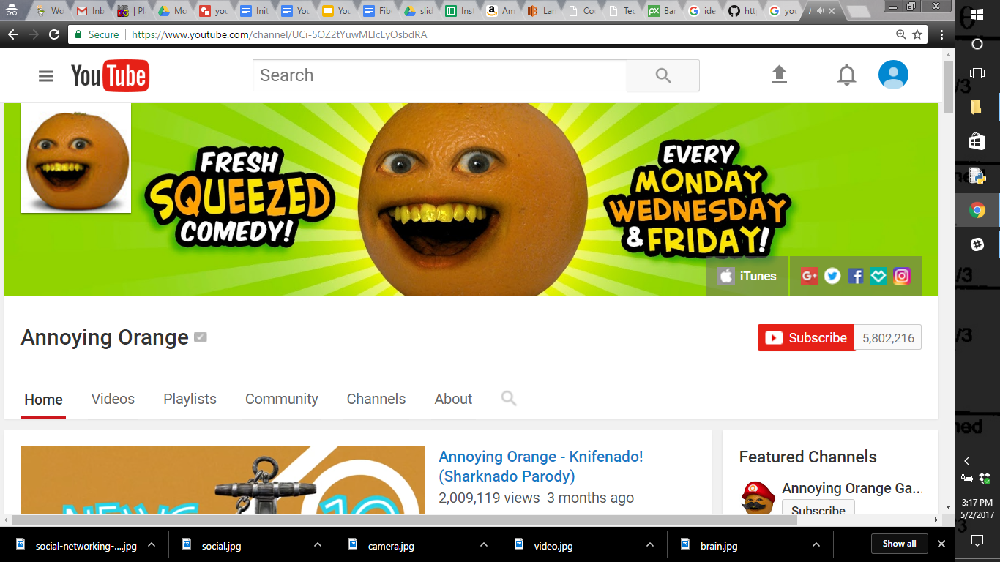 Wo
Inb
Pl
Mo
you
Init
You
You
Fib
slid
Inst
Am
Lar
Co
Tec
Bar
ide
htt
you
Secure
https://www.youtube.com/channel/UCi-5OZ2tYuwMLIcEyOsbdRA
YouTube
Search
FRESH
SQUEEZED
COMEDY!
EVERY
MONDAY
WEDNESDAY
& FRIDAY!
iTunes
Annoying Orange
Subscribe
5,802,216
Home
Videos
Playlists
Community
Channels
About
Annoying Orange - Knifenado!
(Sharknado Parody)
2,009,119 views 3 months ago
NEWS
10
Featured Channels
Annoying Orange Ga...
Subscribe
social-networking-....jpg
social.jpg
camera.jpg
video.jpg
brain.jpg
Show all
3:17 PM
5/2/2017